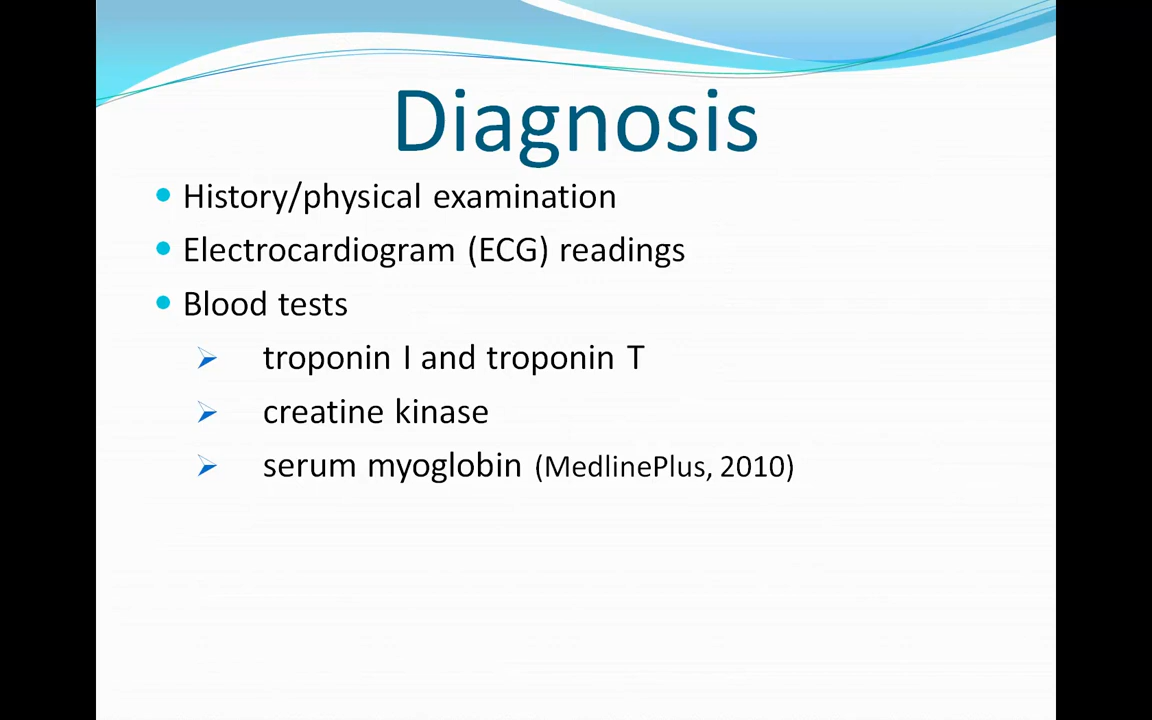 Diagnosis
History/physical examination
Electrocardiogram (ECG) readings
Blood tests
troponin I and troponin T
creatine kinase
serum myoglobin (MedlinePlus, 2010)